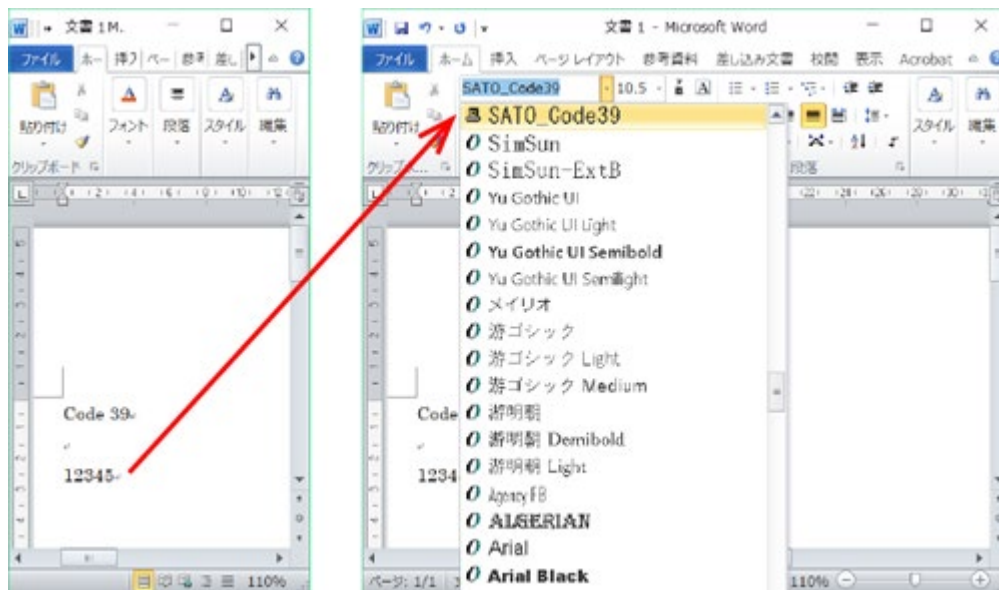 文書 1M.
ファイル ホー 挿入 ペー 参考 差し
貼り付け フォント 段落 スタイル 編集
クリップボード
Code 39
12345
110%
文書 1 - Microsoft Word
ファイル ホーム 挿入 ページ レイアウト 参考資料 差し込み文書 校閲 表示 Acrobat
貼り付け SATO_Code39 10.5 スタイル 編集
SATO_Code39
SimSun
SimSun-ExtB
Yu Gothic UI
Yu Gothic UI Light
Yu Gothic UI Semibold
Yu Gothic UI Semilight
メイリオ
游ゴシック
游ゴシック Light
游ゴシック Medium
游明朝
游明朝 Demibold
游明朝 Light
Agency FB
ALGERIAN
Arial
Arial Black
クリップ... 段落
Code
1234
ページ: 1/1 110%